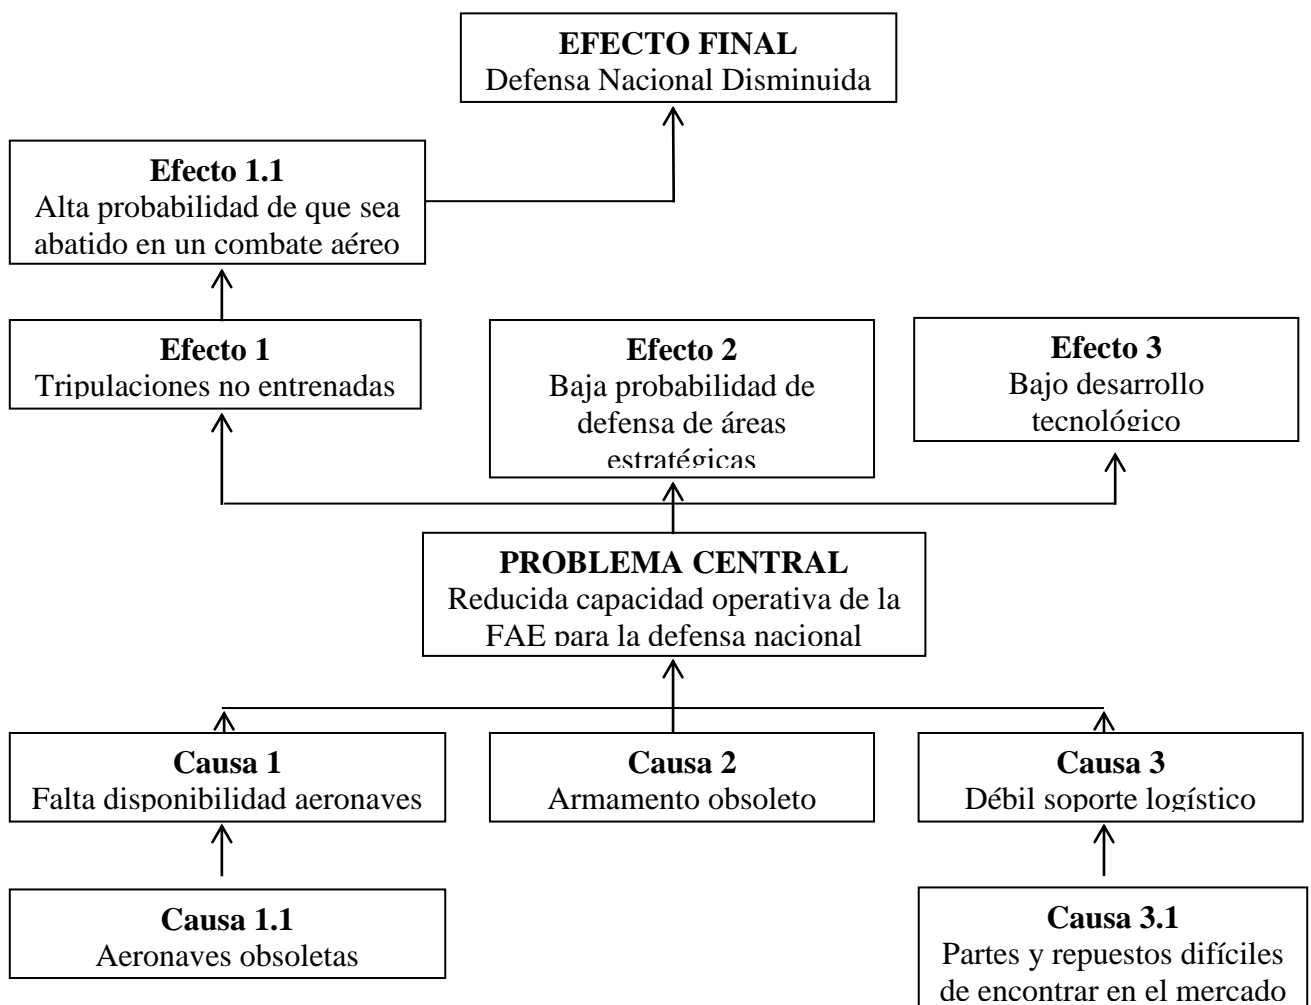 EFECTO FINAL
Defensa Nacional Disminuida
Efecto 1.1
Alta probabilidad de que sea
abatido en un combate aéreo
Efecto 1
Tripulaciones no entrenadas
Efecto 2
Baja probabilidad de
defensa de áreas
estratégicas
Efecto 3
Bajo desarrollo
tecnológico
PROBLEMA CENTRAL
Reducida capacidad operativa de la
FAE para la defensa nacional
Causa 1
Falta disponibilidad aeronaves
Causa 2
Armamento obsoleto
Causa 3
Débil soporte logístico
Causa 1.1
Aeronaves obsoletas
Causa 3.1
Partes y repuestos difíciles
de encontrar en el mercado